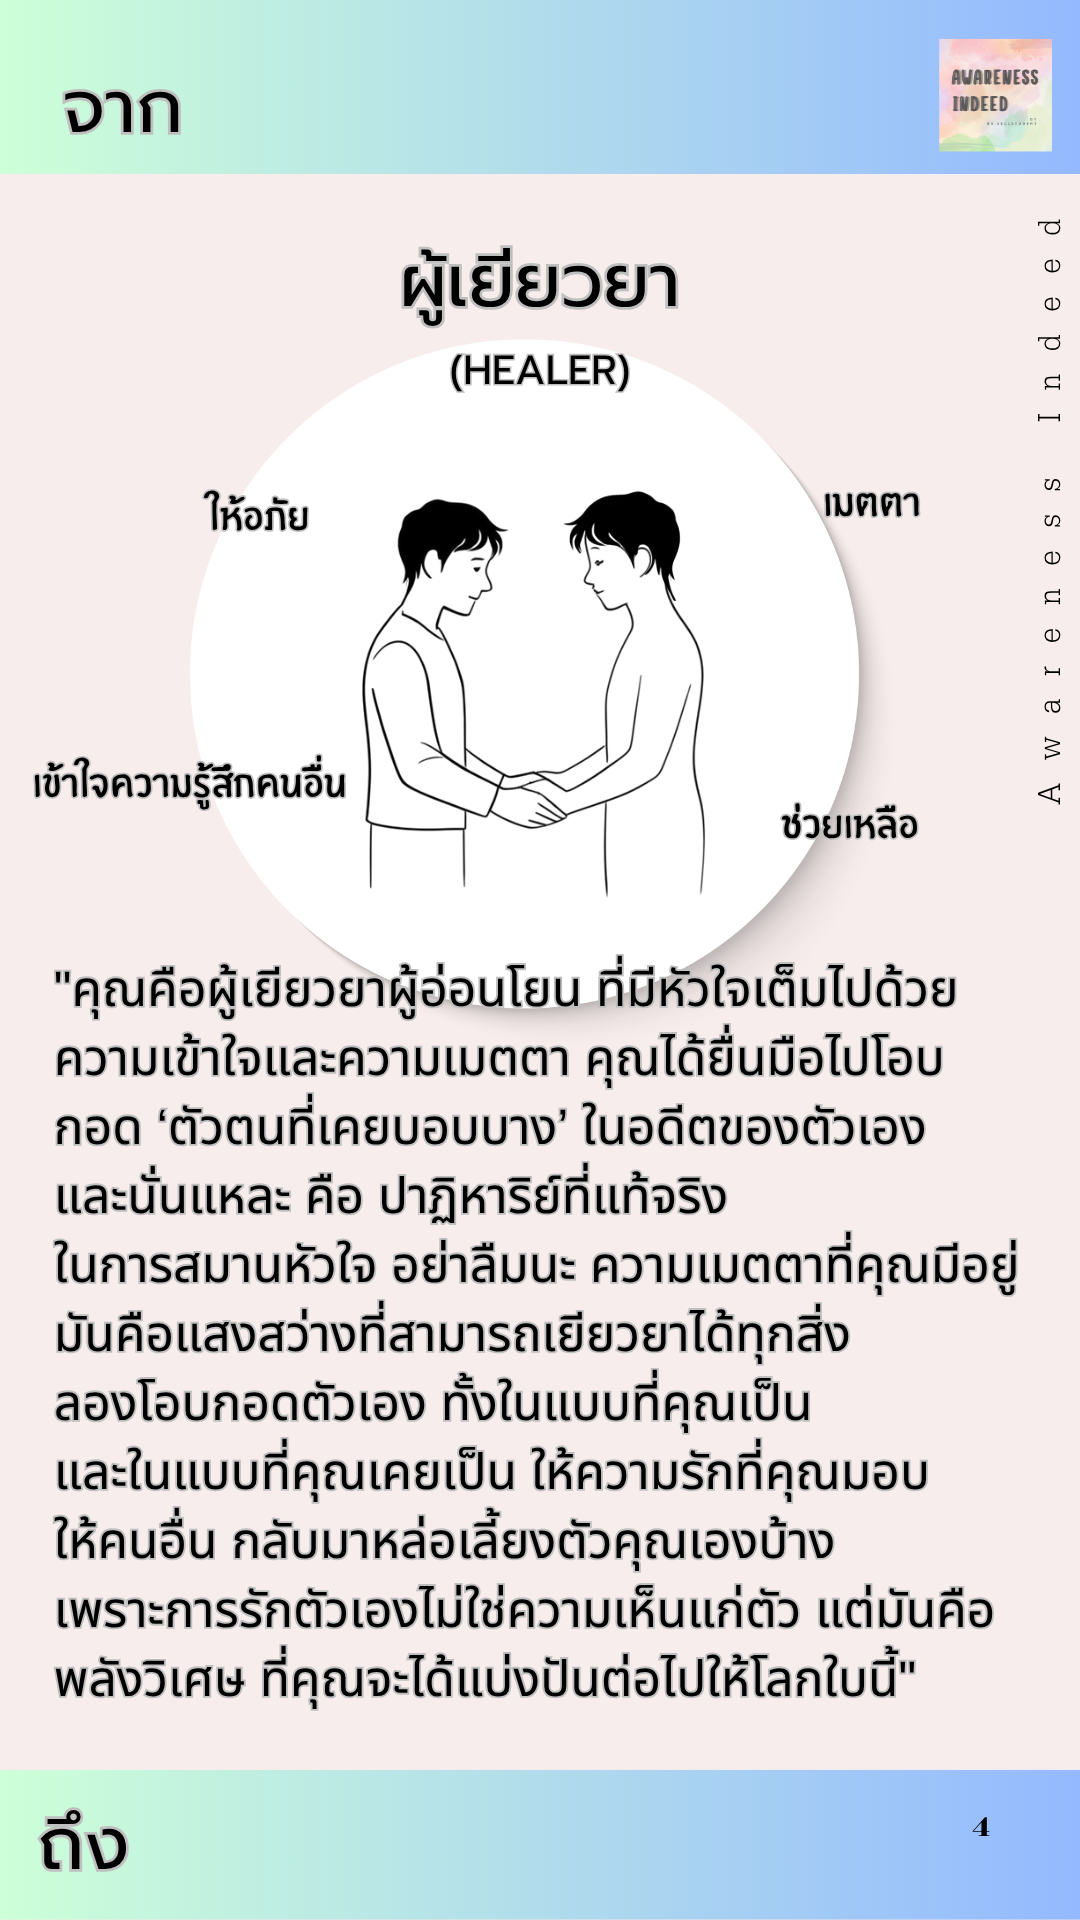 จาก
AWARENESS
INDEED
Awareness Indeed
ผู้เยียวยา
(HEALER)
ให้อภัย
เมตตา
เข้าใจความรู้สึกคนอื่น
ช่วยเหลือ
"คุณคือผู้เยียวยาผู้อ่อนโยน ที่มีหัวใจเต็มไปด้วย
ความเข้าใจและความเมตตา คุณได้ยื่นมือไปโอบ
กอด ‘ตัวตนที่เคยบอบบาง’ ในอดีตของตัวเอง
และนั่นแหละ คือ ปาฏิหาริย์ที่แท้จริง
ในการสมานหัวใจ อย่าลืมนะ ความเมตตาที่คุณมีอยู่
มันคือแสงสว่างที่สามารถเยียวยาได้ทุกสิ่ง
ลองโอบกอดตัวเอง ทั้งในแบบที่คุณเป็น
และในแบบที่คุณเคยเป็น ให้ความรักที่คุณมอบ
ให้คนอื่น กลับมาหล่อเลี้ยงตัวคุณเองบ้าง
เพราะการรักตัวเองไม่ใช่ความเห็นแก่ตัว แต่มันคือ
พลังวิเศษ ที่คุณจะได้แบ่งปันต่อไปให้โลกใบนี้"
ถึง
4